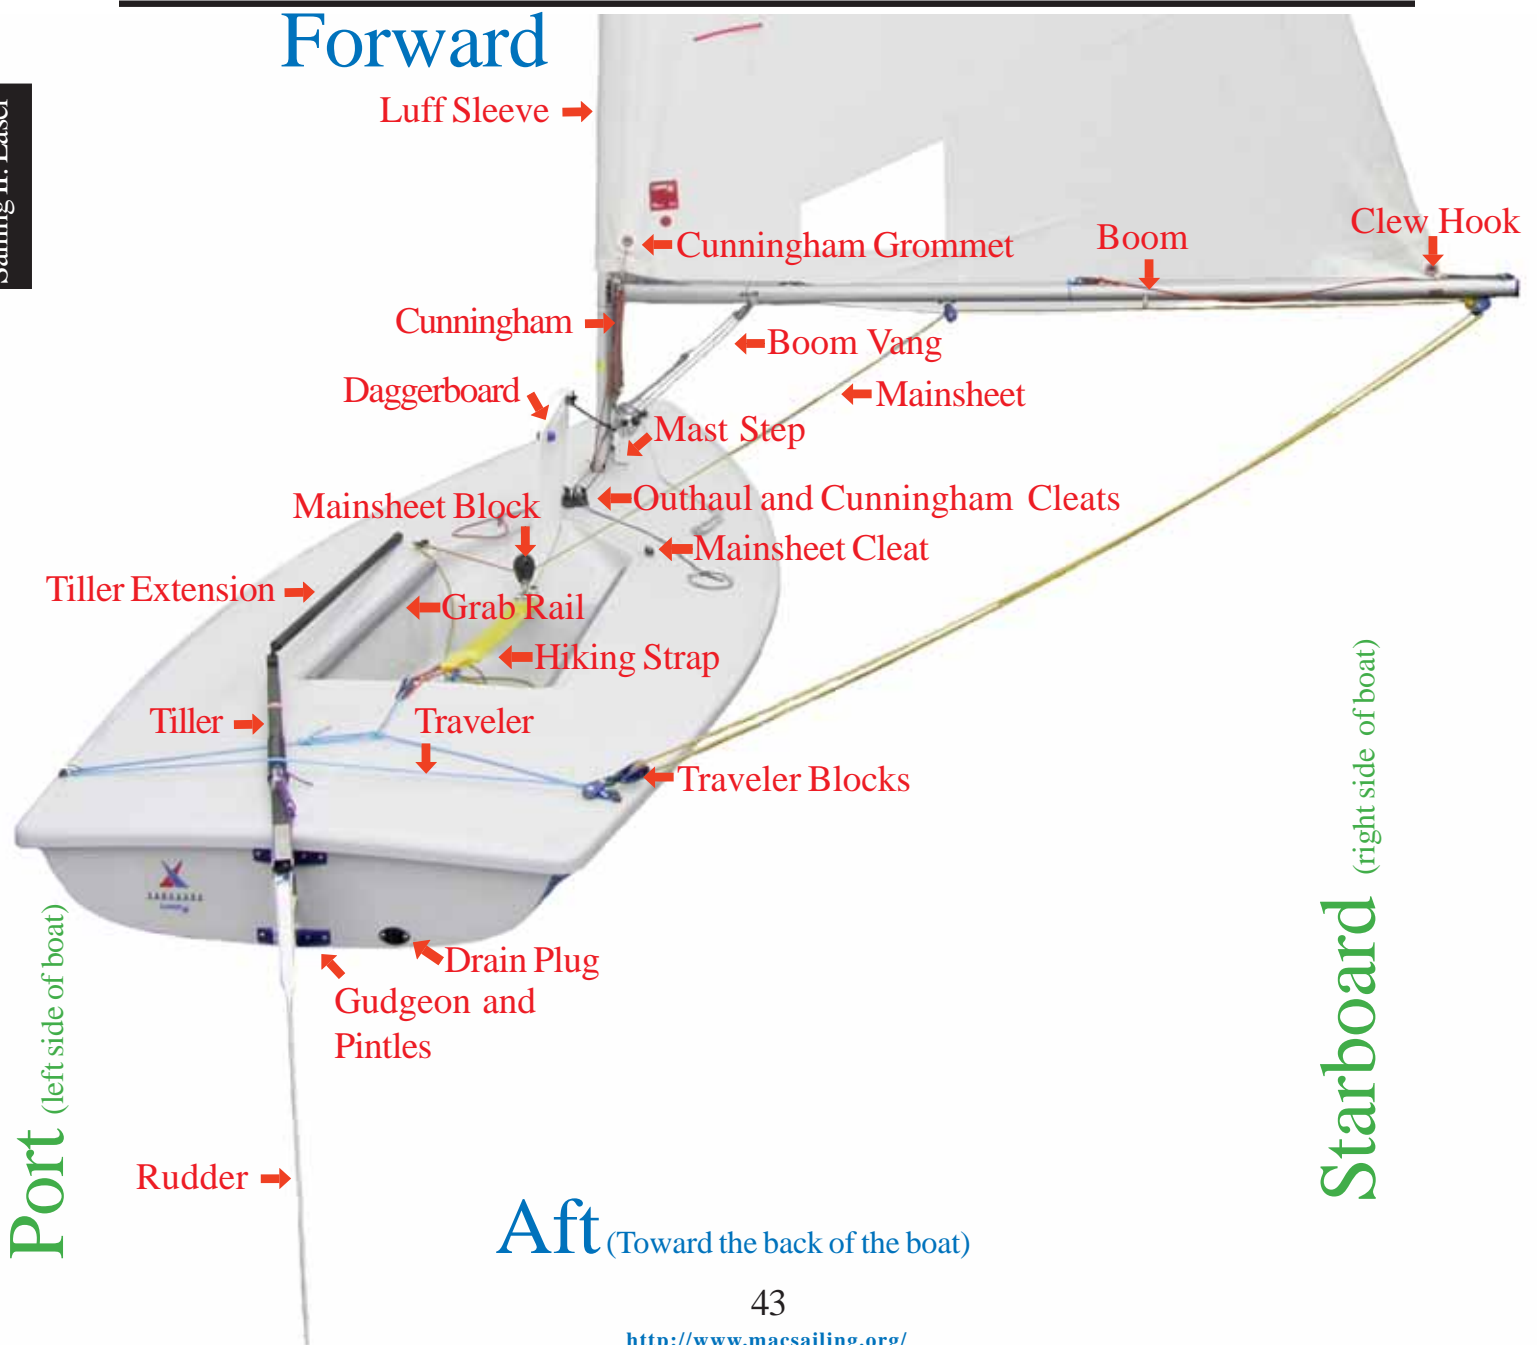 Forward
Luff Sleeve
Sailing II: Laser
Clew Hook
Boom
Cunningham Grommet
Cunningham
Boom Vang
Daggerboard
Mainsheet
Mast Step
Mainsheet Block
Outhaul and Cunningham Cleats
Mainsheet Cleat
Tiller Extension
Grab Rail
Hiking Strap
Tiller
Traveler
Traveler Blocks
Drain Plug
Gudgeon and
Pintles
Port (left side of boat)
Starboard (right side of boat)
Rudder
Aft (Toward the back of the boat)
43
http://www.macsailing.org/